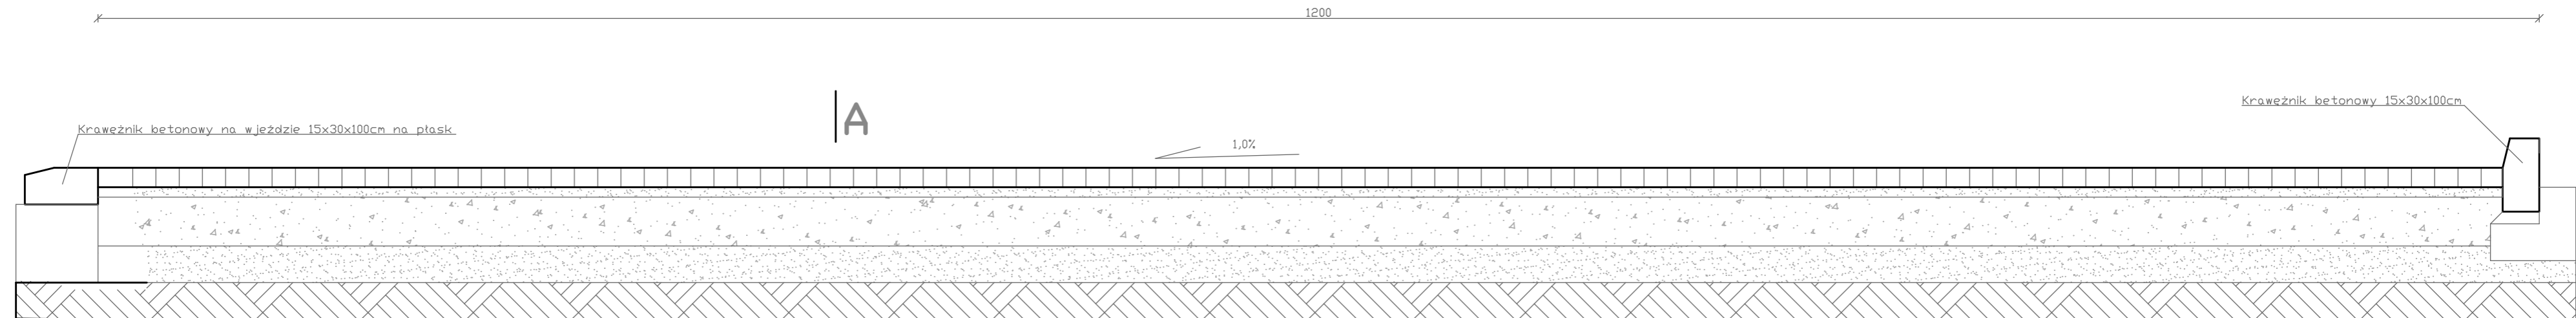 1200
Krawężnik betonowy 15x30x100cm
A
Krawężnik betonowy na wjeździe 15x30x100cm na płask
1,0%